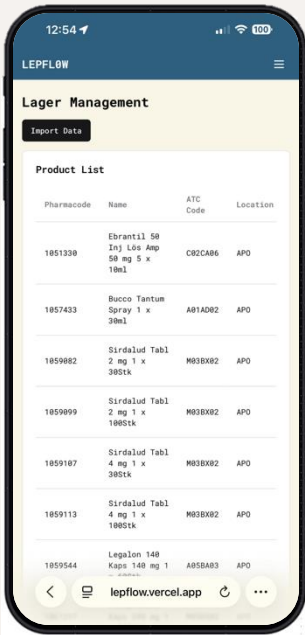 12:54
100
LEPFL0W
Lager Management
Import Data
Product List
Pharmacode Name ATC Code Location
1051330 Ebrantil 50 Inj Lös Amp 50 mg 5 x 10ml C02CA06 APO
1057433 Bucco Tantum Spray 1 x 30ml A01AD02 APO
1059082 Sirdalud Tabl 2 mg 1 x 30Stk M03BX02 APO
1059099 Sirdalud Tabl 2 mg 1 x 100Stk M03BX02 APO
1059107 Sirdalud Tabl 4 mg 1 x 30Stk M03BX02 APO
1059113 Sirdalud Tabl 4 mg 1 x 100Stk M03BX02 APO
1059544 Legalon 140 Kaps 140 mg 1 A05BA03 APO
lepflow.vercel.app